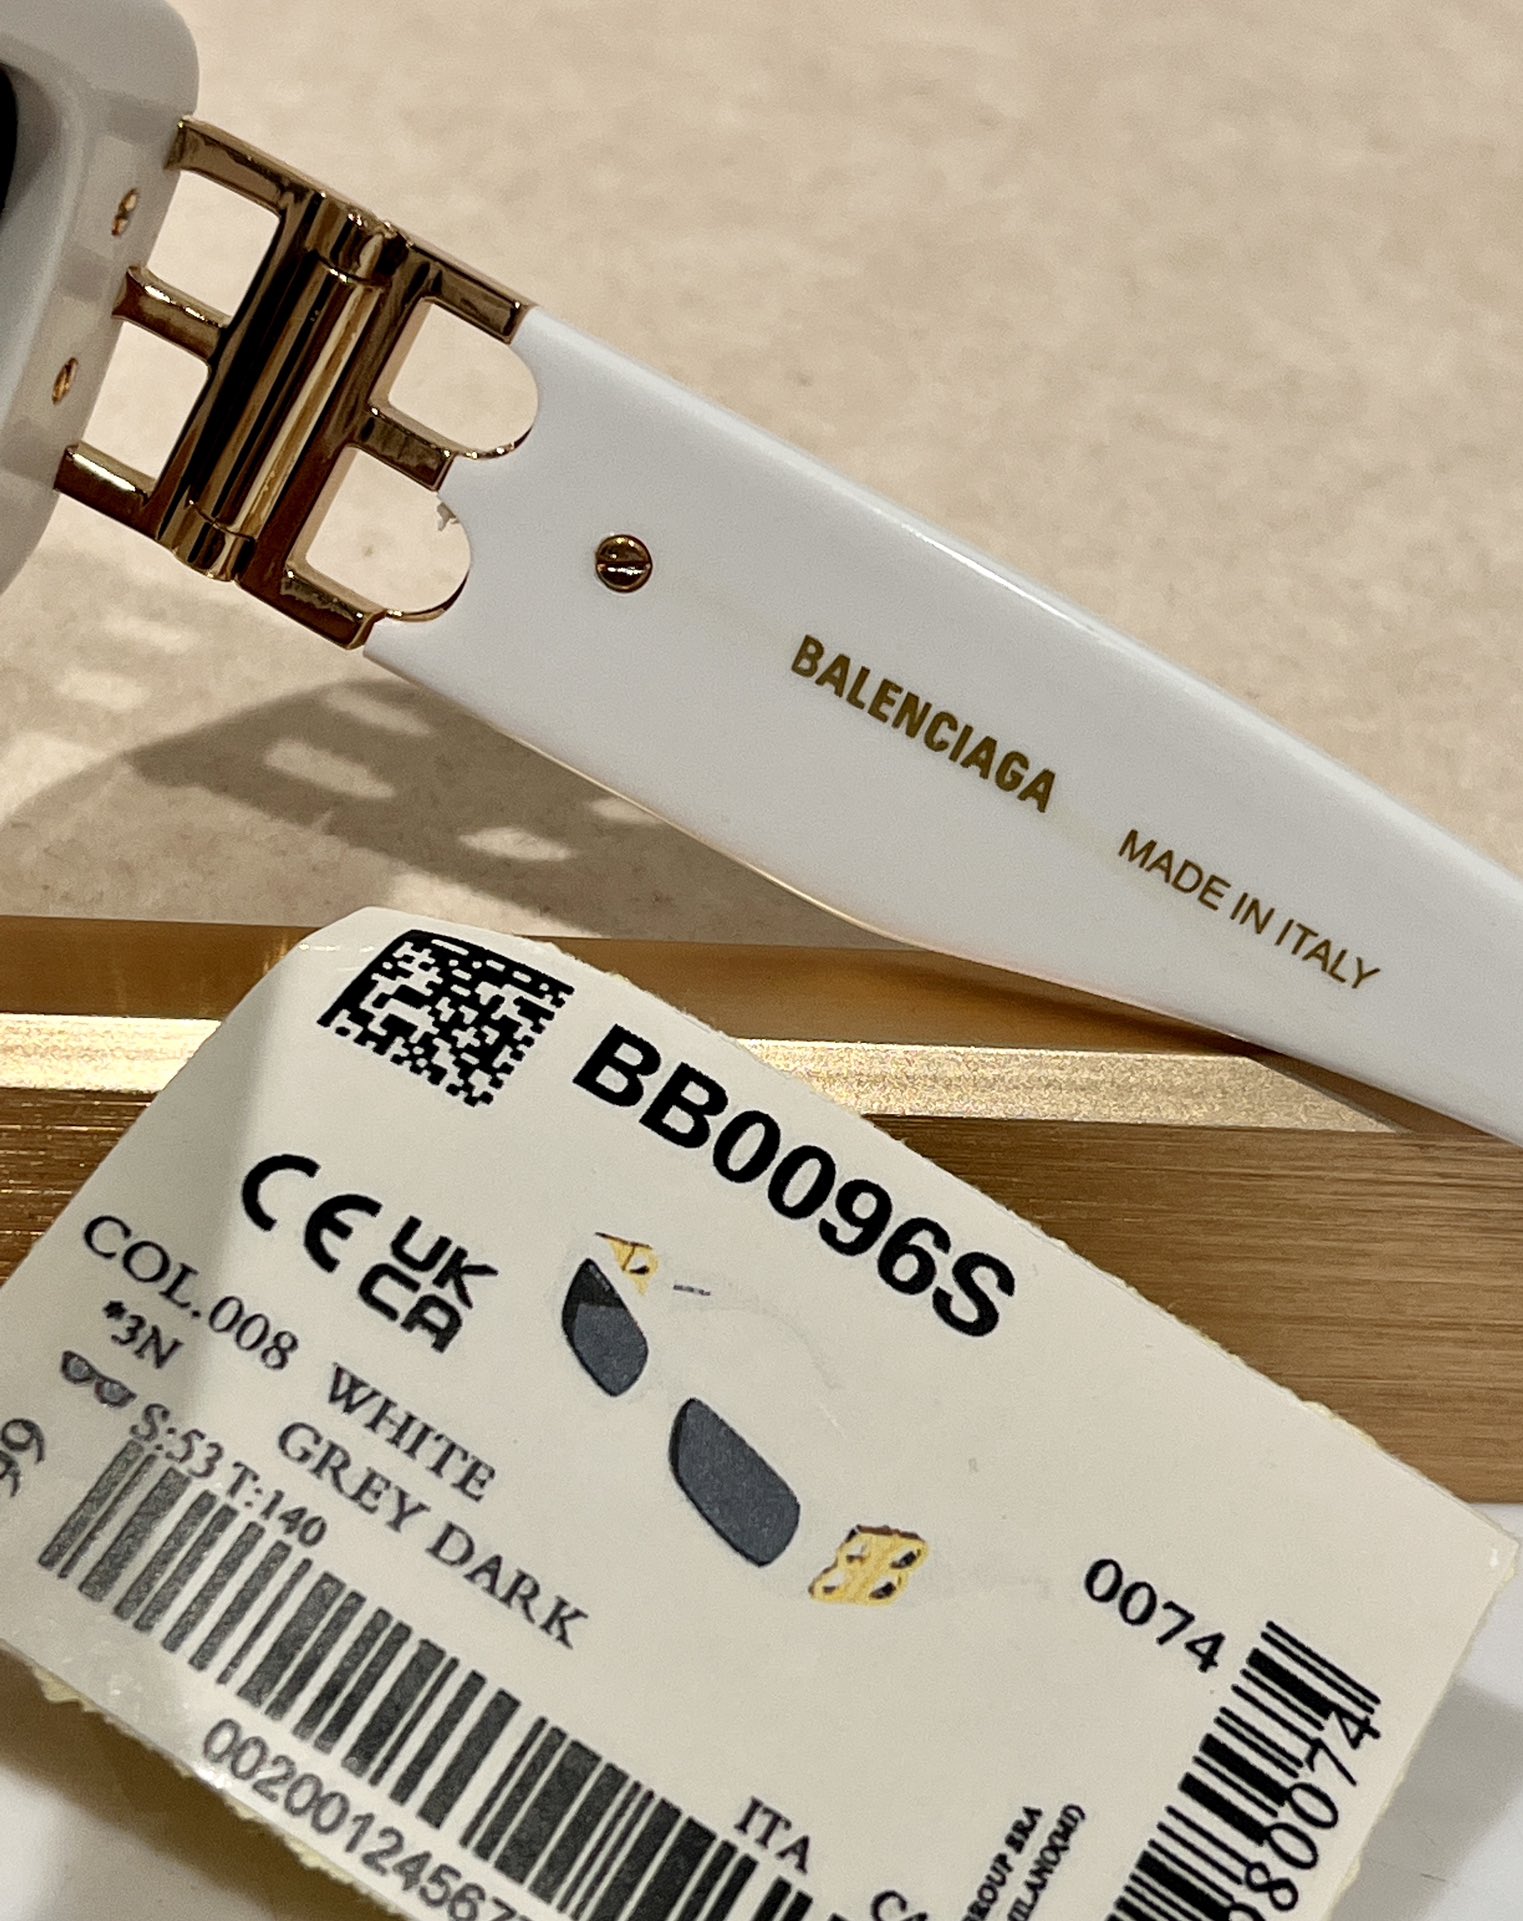 BALENCIAGA
MADE IN ITALY
BB0096S
CE UK CA
COL.008 WHITE
*3N GREY DARK
S:53 T:140
0074
ITA